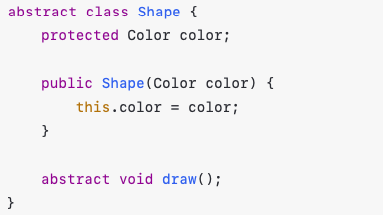 abstract class Shape {
    protected Color color;

    public Shape(Color color) {
        this.color = color;
    }

    abstract void draw();
}